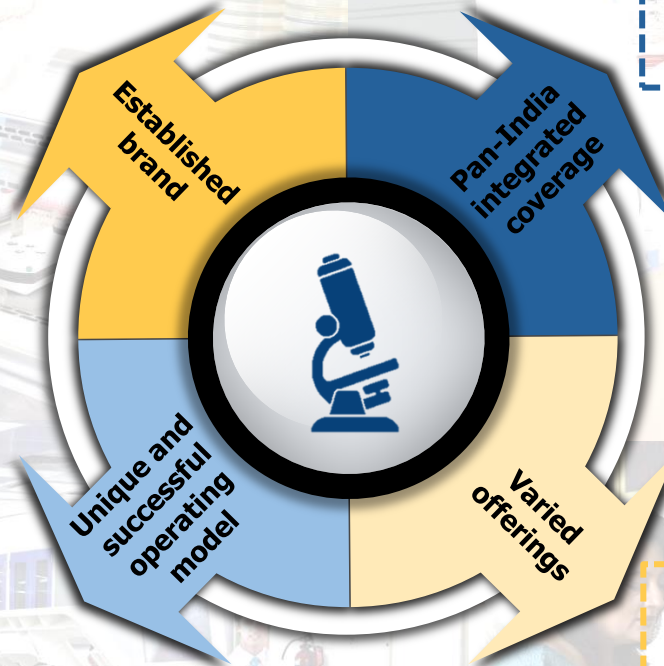 Established
brand
Pan-India
integrated
coverage
Unique and
successful
operating
model
Varied
offerings